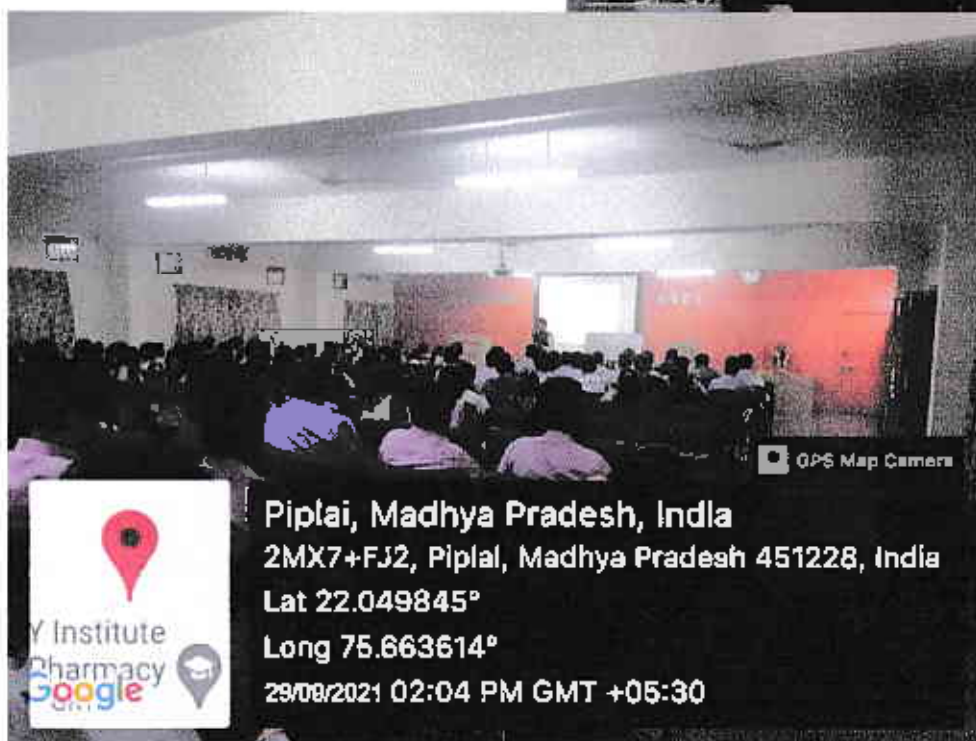 GPS Map Camera
Piplai, Madhya Pradesh, India
2MX7+FJ2, Piplai, Madhya Pradesh 451228, India
Lat 22.049845°
Long 75.663614°
29/09/2021 02:04 PM GMT +05:30
Y Institute
Pharmacy
Google